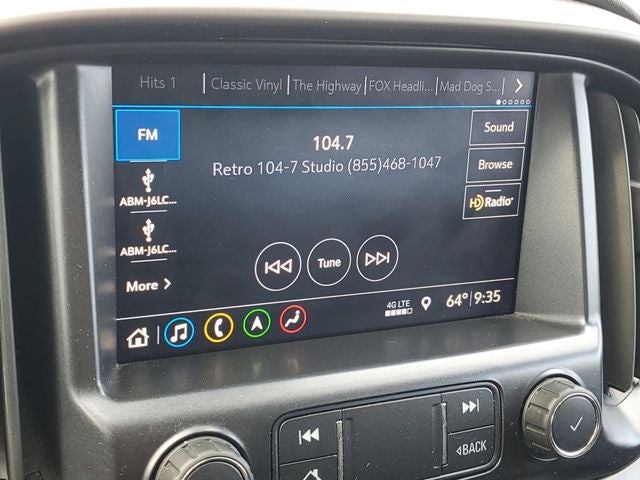 Hits 1 Classic Vinyl The Highway FOX Headli... Mad Dog S...
FM
104.7
Sound
Retro 104-7 Studio (855)468-1047
Browse
ABM-J6LC...
HD Radio
ABM-J6LC...
Tune
More
4G LTE
64° 9:35
BACK